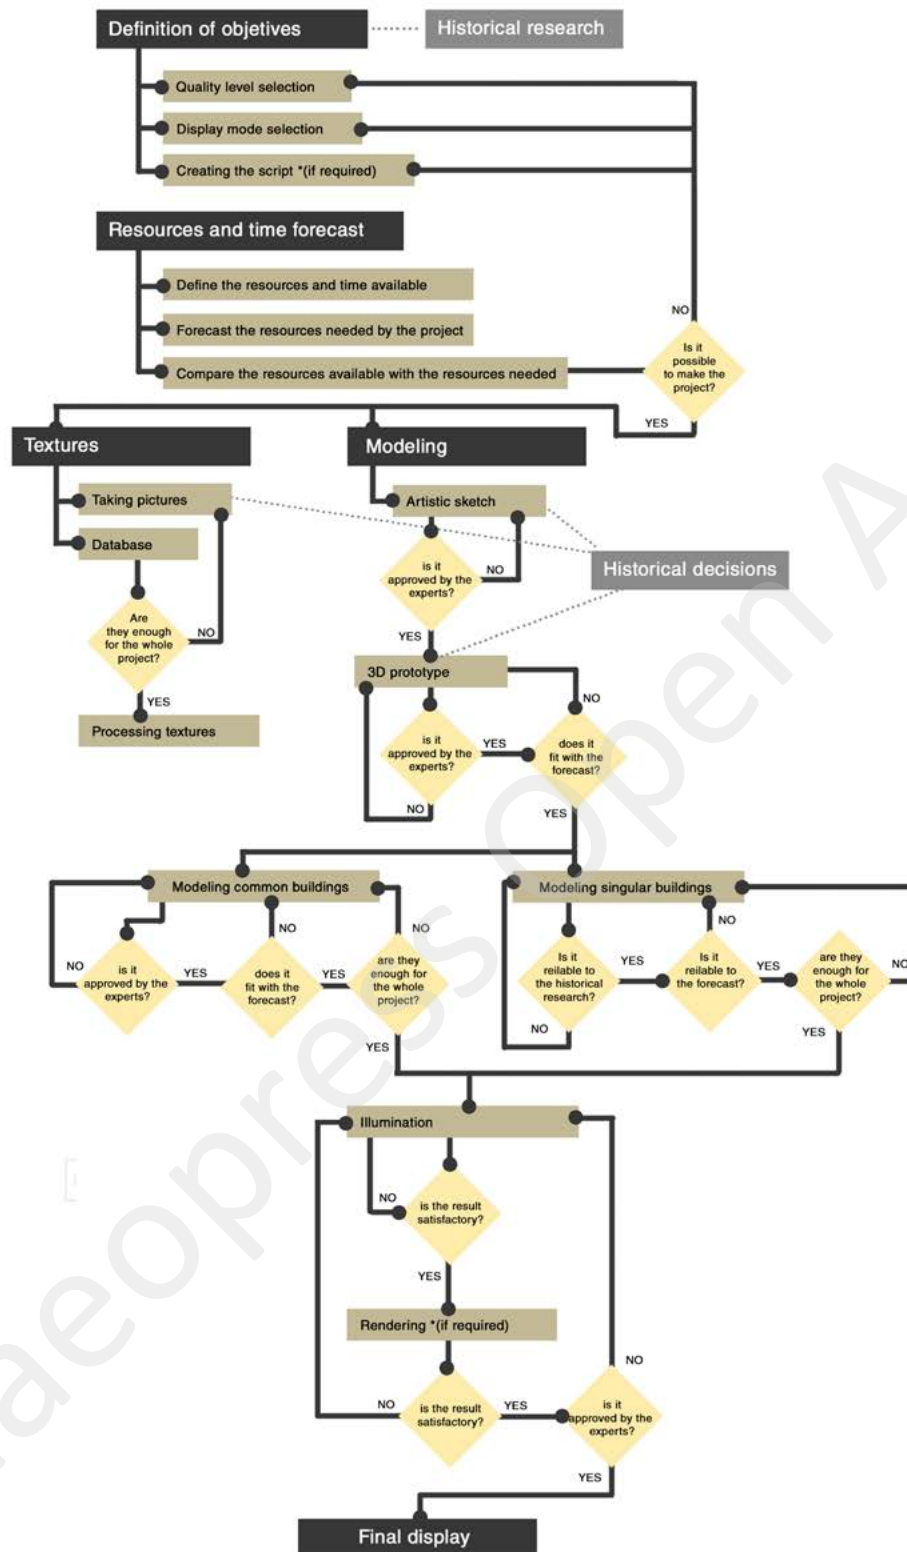 Definition of objetives
Historical research
Quality level selection
Display mode selection
Creating the script *(if required)
Resources and time forecast
Define the resources and time available
Forecast the resources needed by the project
Compare the resources available with the resources needed
NO
Is it
possible
to make the
project?
YES
Textures
Modeling
Taking pictures
Artistic sketch
Database
Historical decisions
is it
approved by the
experts?
NO
Are
they enough
for the whole
project?
NO
YES
YES
3D prototype
Processing textures
NO
is it
approved by the
experts?
YES
does it
fit with the
forecast?
NO
YES
Modeling common buildings
Modeling singular buildings
NO
is it
approved by the
experts?
YES
NO
does it
fit with the
forecast?
YES
NO
are they
enough for
the whole
project?
YES
Is it
reilable to
the historical
research?
NO
YES
NO
Is it
reilable to
the forecast?
YES
are they
enough for
the whole
project?
NO
YES
Illumination
NO
is the result
satisfactory?
YES
Rendering *(if required)
NO
is the result
satisfactory?
YES
NO
is it
approved by the
experts?
YES
Final display
aeopress Open A